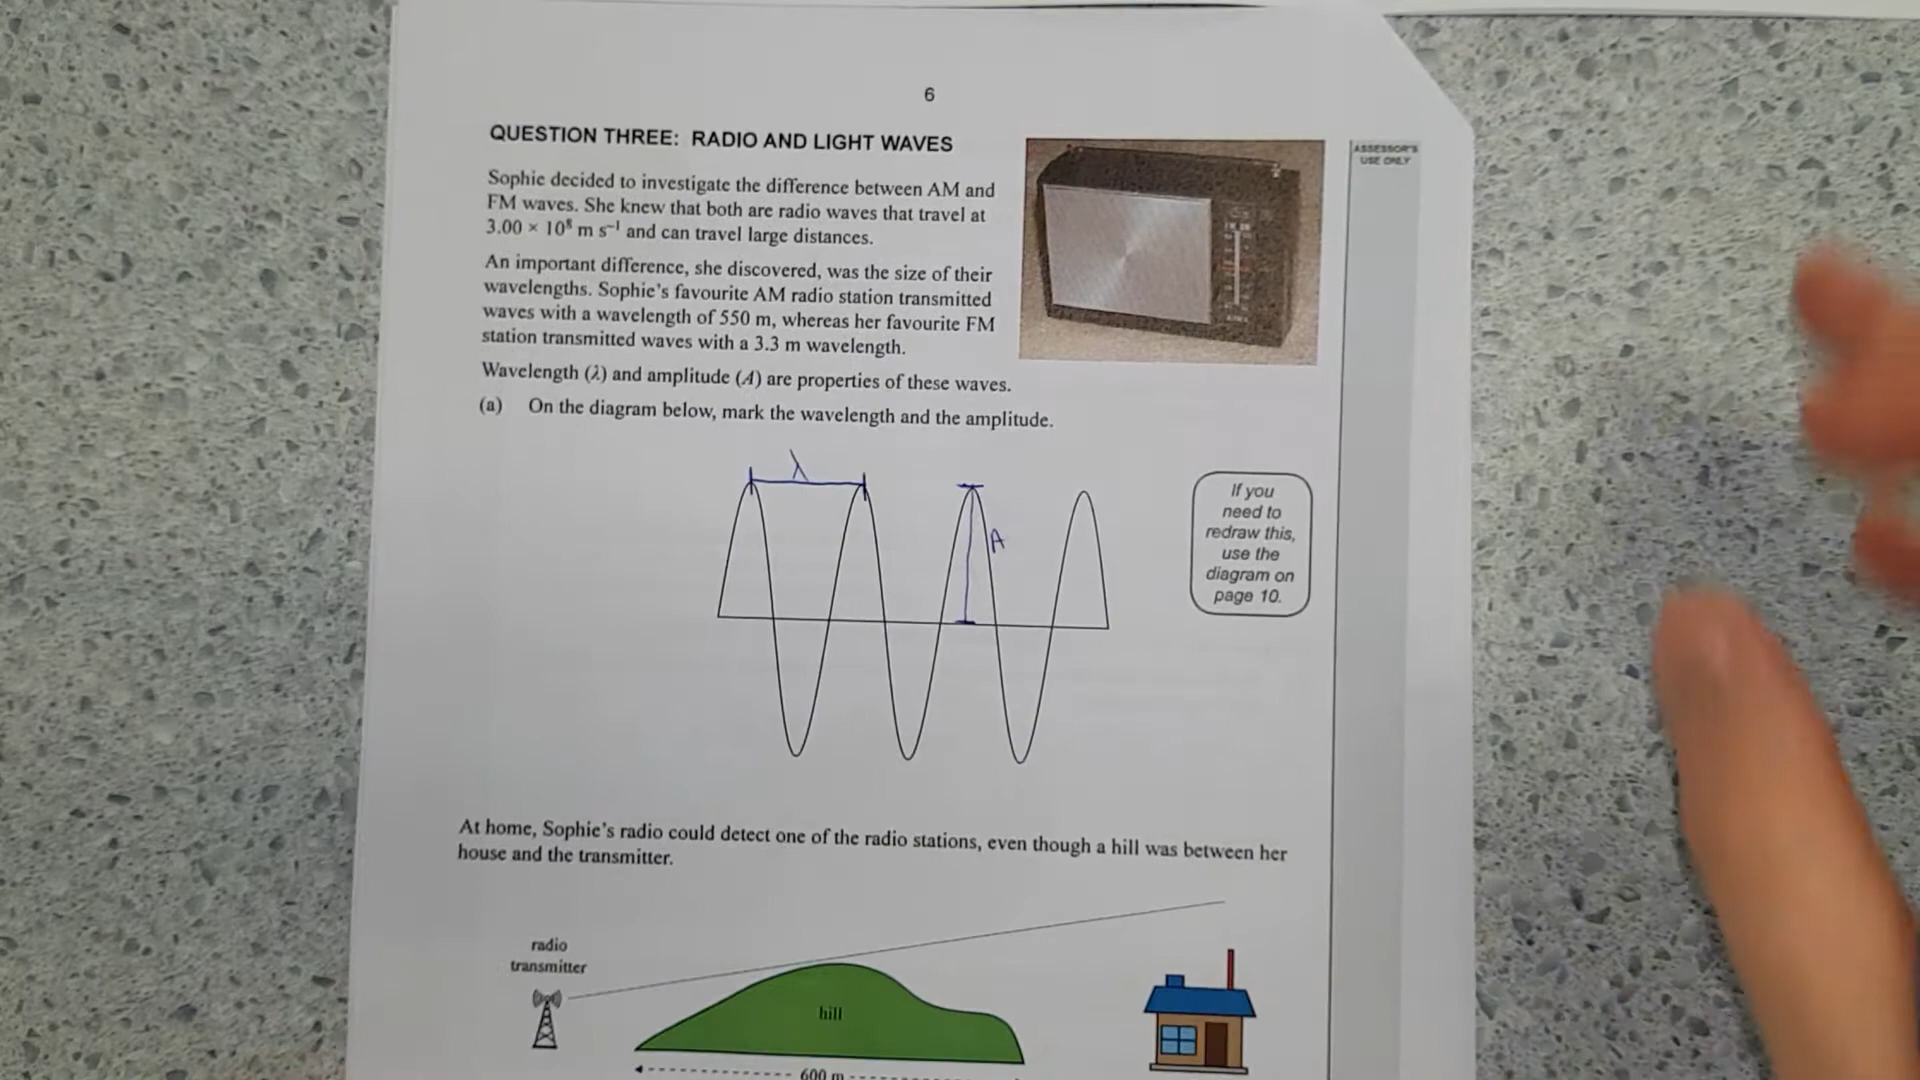 6
QUESTION THREE: RADIO AND LIGHT WAVES
ASSESSOR'S
USE ONLY
Sophie decided to investigate the difference between AM and
FM waves. She knew that both are radio waves that travel at
3.00 × 10⁸ m s⁻¹ and can travel large distances.
An important difference, she discovered, was the size of their
wavelengths. Sophie's favourite AM radio station transmitted
waves with a wavelength of 550 m, whereas her favourite FM
station transmitted waves with a 3.3 m wavelength.
Wavelength (λ) and amplitude (A) are properties of these waves.
(a) On the diagram below, mark the wavelength and the amplitude.
λ
A
If you
need to
redraw this,
use the
diagram on
page 10.
At home, Sophie's radio could detect one of the radio stations, even though a hill was between her
house and the transmitter.
radio
transmitter
hill
600 m